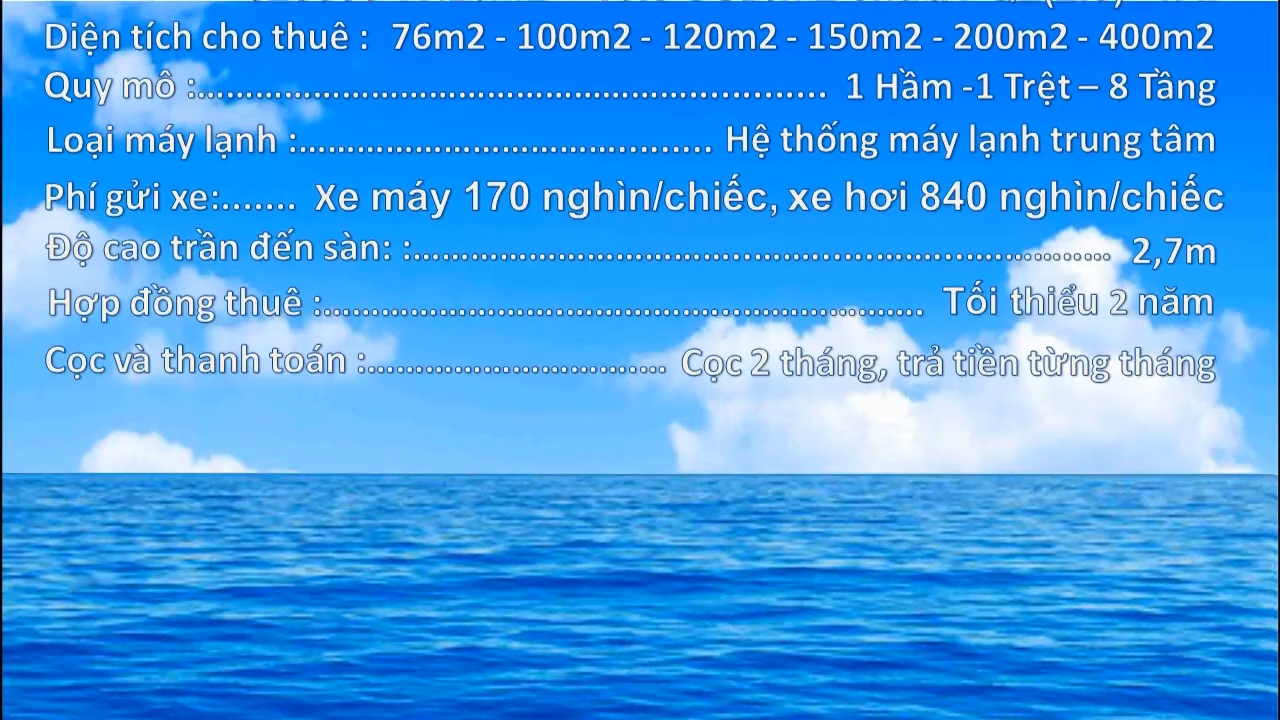 Diện tích cho thuê : 76m2 - 100m2 - 120m2 - 150m2 - 200m2 - 400m2
Quy mô :................................................................ 1 Hầm -1 Trệt – 8 Tầng
Loại máy lạnh :.......................................... Hệ thống máy lạnh trung tâm
Phí gửi xe:....... Xe máy 170 nghìn/chiếc, xe hơi 840 nghìn/chiếc
Độ cao trần đến sàn: :........................................................................ 2,7m
Hợp đồng thuê :.............................................................. Tối thiểu 2 năm
Cọc và thanh toán :............................... Cọc 2 tháng, trả tiền từng tháng